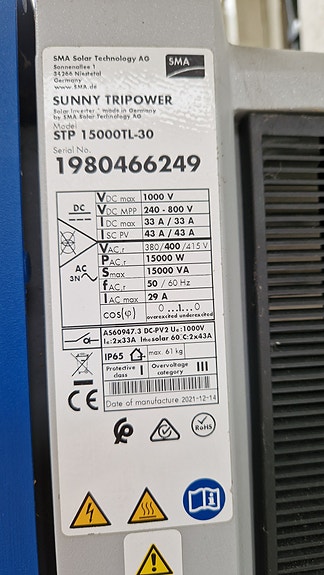 SMA Solar Technology AG
Sonnenallee 1
34266 Niestetal
Germany
www.SMA.de
SMA
SUNNY TRIPOWER
Solar Inverter, made in Germany
by SMA Solar Technology AG
Model
STP 15000TL-30
Serial No.
1980466249
DC
VDC max 1000 V
VDC MPP 240 - 800 V
IDC max 33 A / 33 A
ISC PV 43 A / 43 A
AC
3N
VAC,r 380/400/415 V
PAC,r 15000 W
Smax 15000 VA
fAC,r 50 / 60 Hz
IAC max 29 A
cos(φ) 0 ...1...0
overexcited underexcited
AS60947.3 DC-PV2 Ue:1000V
Ie:2x33A Ithe solar 60°C:2x43A
IP65 max. 61kg
Protective class I Overvoltage category III
CE
Date of manufacture 2021-12-14
RoHS